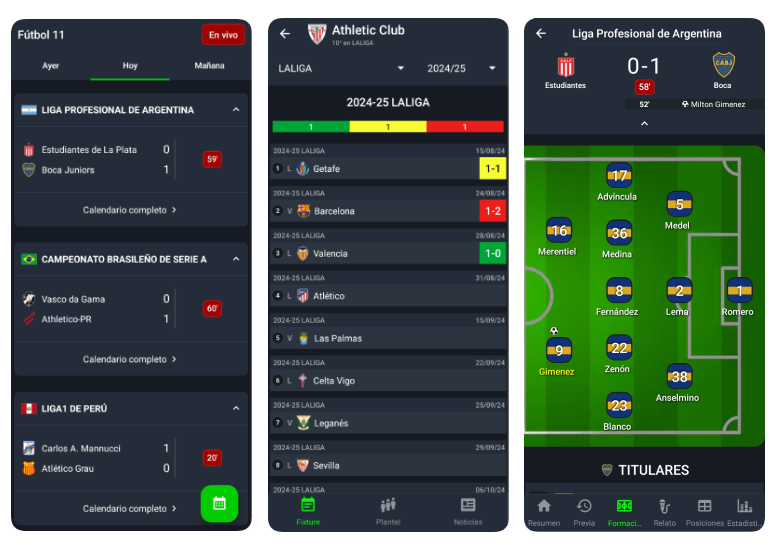 Fútbol 11
En vivo
Ayer Hoy Mañana
LIGA PROFESIONAL DE ARGENTINA
Estudiantes de La Plata 0
59'
Boca Juniors 1
Calendario completo
CAMPEONATO BRASILEÑO DE SERIE A
Vasco da Gama 0
60'
Athletico-PR 1
Calendario completo
LIGA1 DE PERÚ
Carlos A. Mannucci 1
20'
Atlético Grau 0
Calendario completo
Athletic Club
10° en LALIGA
LALIGA 2024/25
2024-25 LALIGA
1 1 1
2024-25 LALIGA 15/08/24
1 L Getafe 1-1
2024-25 LALIGA 24/08/24
2 V Barcelona 1-2
2024-25 LALIGA 28/08/24
3 L Valencia 1-0
2024-25 LALIGA 31/08/24
4 L Atlético
2024-25 LALIGA 15/09/24
5 V Las Palmas
2024-25 LALIGA 22/09/24
6 L Celta Vigo
2024-25 LALIGA 25/09/24
7 V Leganés
2024-25 LALIGA 29/09/24
8 L Sevilla
2024-25 LALIGA 06/10/24
Fixture Plantel Noticias
Liga Profesional de Argentina
0-1
CABJ
58'
Estudiantes Boca
52' Milton Gimenez
17
Advíncula
5
Medel
16
Merentiel
36
Medina
8
Fernández
2
Lema
1
Romero
9
Gimenez
22
Zenón
38
Anselmino
23
Blanco
TITULARES
Resumen Previa Formaci... Relato Posiciones Estadísti...